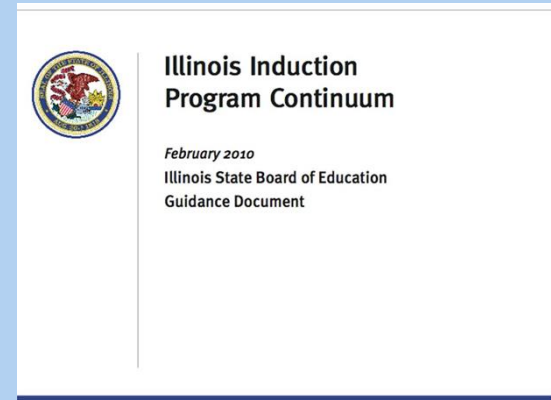 Illinois Induction
Program Continuum
February 2010
Illinois State Board of Education
Guidance Document